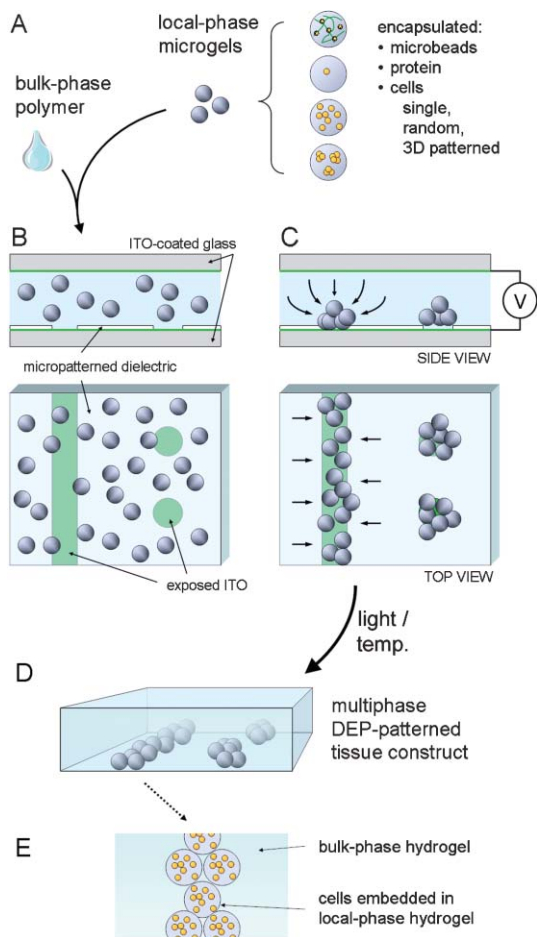 A
local-phase
microgels
bulk-phase
polymer
encapsulated:
• microbeads
• protein
• cells
single,
random,
3D patterned
B
ITO-coated glass
C
V
micropatterned dielectric
SIDE VIEW
exposed ITO
TOP VIEW
light /
temp.
D
multiphase
DEP-patterned
tissue construct
E
bulk-phase hydrogel
cells embedded in
local-phase hydrogel